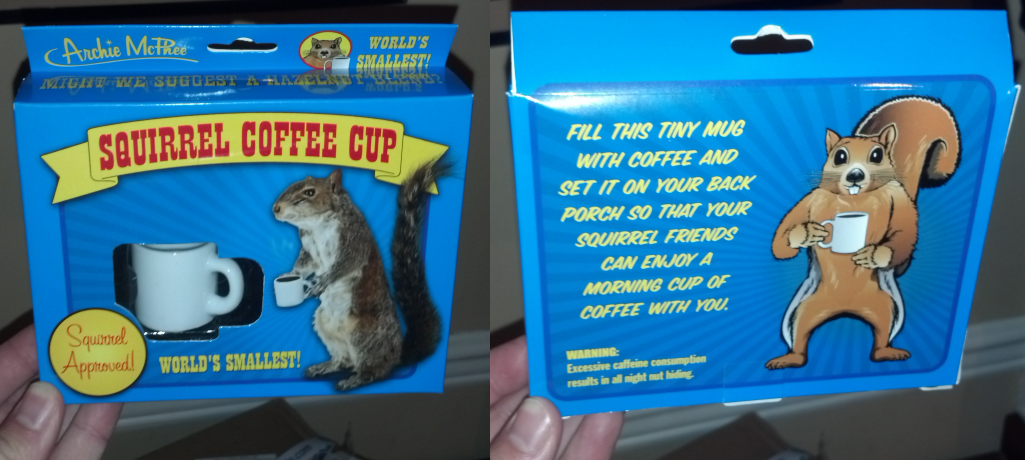 Archie McPhee
WORLD'S
SMALLEST!
MIGHT WE SUGGEST A HAZELNUT BLEND?
SQUIRREL COFFEE CUP
Squirrel
Approved!
WORLD'S SMALLEST!
FILL THIS TINY MUG
WITH COFFEE AND
SET IT ON YOUR BACK
PORCH SO THAT YOUR
SQUIRREL FRIENDS
CAN ENJOY A
MORNING CUP OF
COFFEE WITH YOU.
WARNING:
Excessive caffeine consumption
results in all night nut hiding.